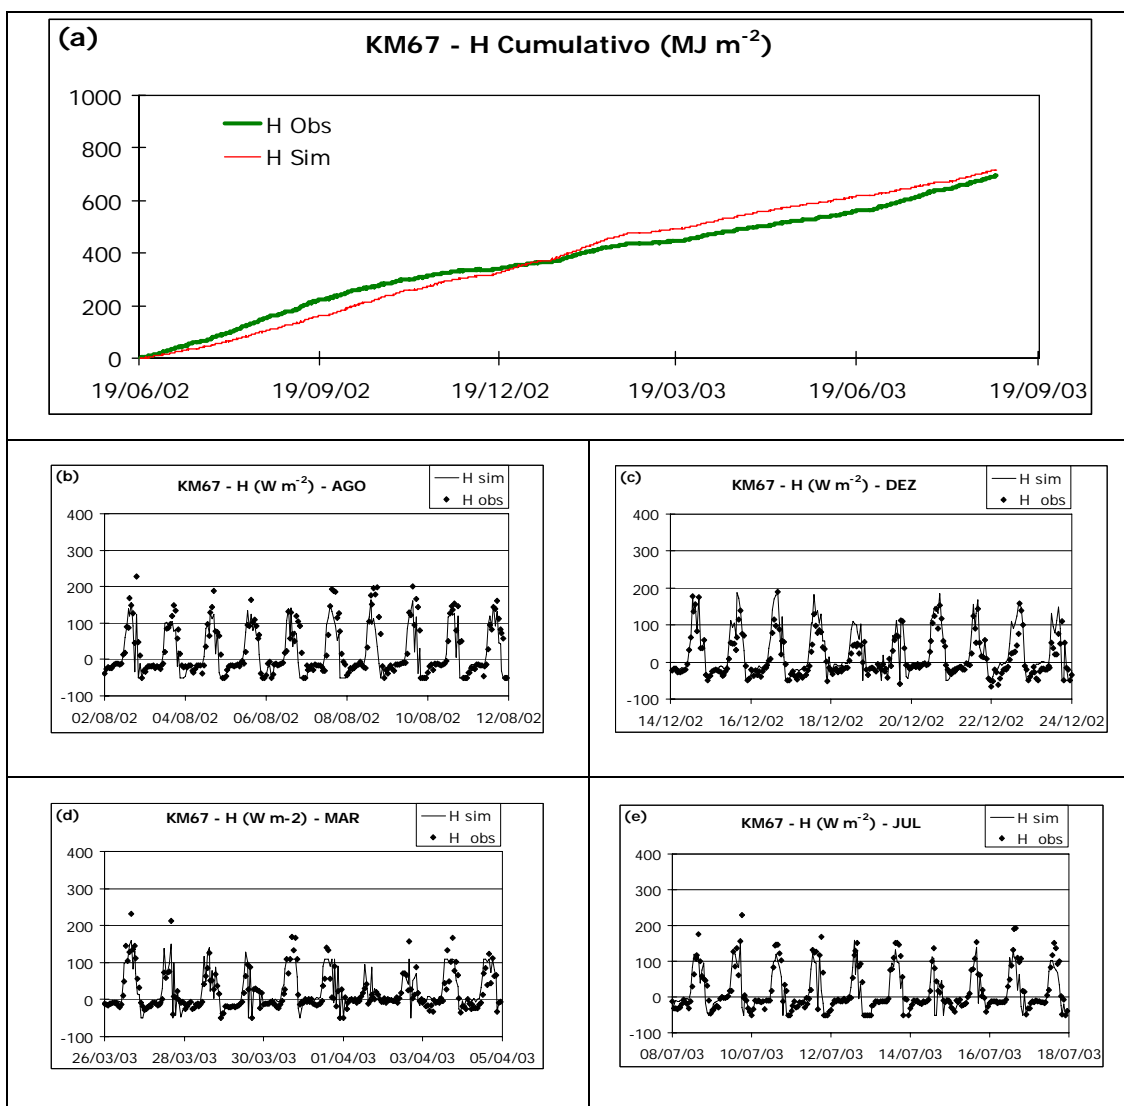 (a)
KM67 - H Cumulativo (MJ m-2)
1000
800
600
400
200
0
H Obs
H Sim
19/06/02 19/09/02 19/12/02 19/03/03 19/06/03 19/09/03
(b)
KM67 - H (W m-2) - AGO
H sim
H obs
400
300
200
100
0
-100
02/08/02 04/08/02 06/08/02 08/08/02 10/08/02 12/08/02
(c)
KM67 - H (W m-2) - DEZ
H sim
H obs
400
300
200
100
0
-100
14/12/02 16/12/02 18/12/02 20/12/02 22/12/02 24/12/02
(d)
KM67 - H (W m-2) - MAR
H sim
H obs
400
300
200
100
0
-100
26/03/03 28/03/03 30/03/03 01/04/03 03/04/03 05/04/03
(e)
KM67 - H (W m-2) - JUL
H sim
H obs
400
300
200
100
0
-100
08/07/03 10/07/03 12/07/03 14/07/03 16/07/03 18/07/03